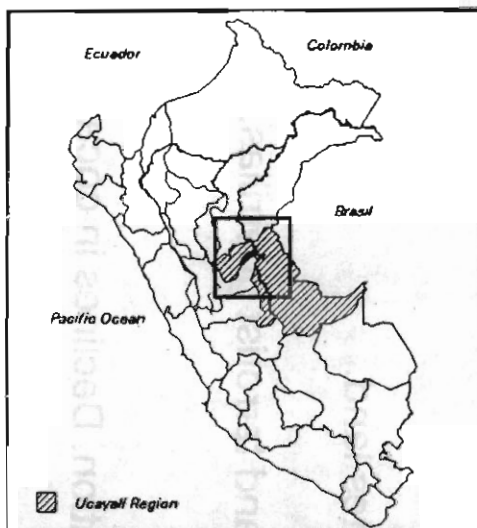 Ecuador
Colombia
Brasil
Pacific Ocean
Ucayali Region